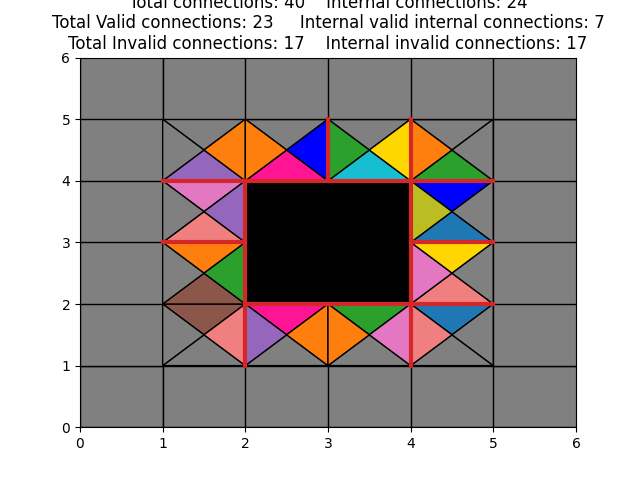 Total connections: 40 Internal connections: 24
Total Valid connections: 23 Internal valid internal connections: 7
Total Invalid connections: 17 Internal invalid connections: 17
6
5
4
3
2
1
0
0 1 2 3 4 5 6